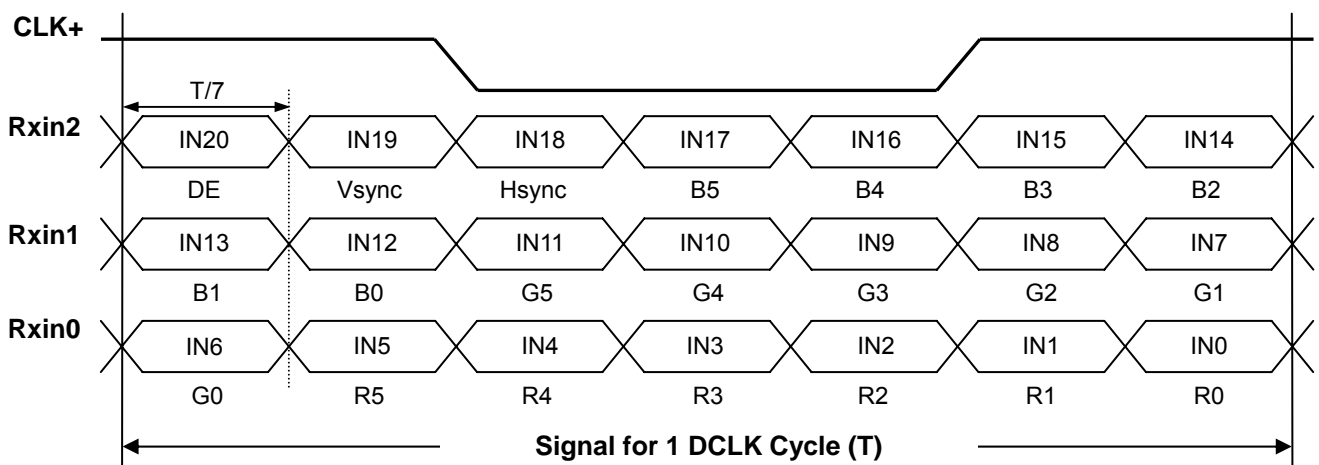 CLK+
T/7
Rxin2 IN20 IN19 IN18 IN17 IN16 IN15 IN14
DE Vsync Hsync B5 B4 B3 B2
Rxin1 IN13 IN12 IN11 IN10 IN9 IN8 IN7
B1 B0 G5 G4 G3 G2 G1
Rxin0 IN6 IN5 IN4 IN3 IN2 IN1 IN0
G0 R5 R4 R3 R2 R1 R0
Signal for 1 DCLK Cycle (T)